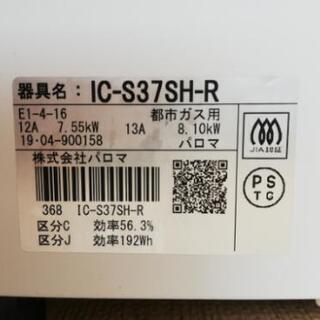 器具名: IC-S37SH-R
E1-4-16 都市ガス用
12A 7.55kW 13A 8.10kW
19・04-900158 パロマ
JIA認証
株式会社パロマ
PS
TC
368 IC-S37SH-R
区分C 効率56.3%
区分J 効率192Wh